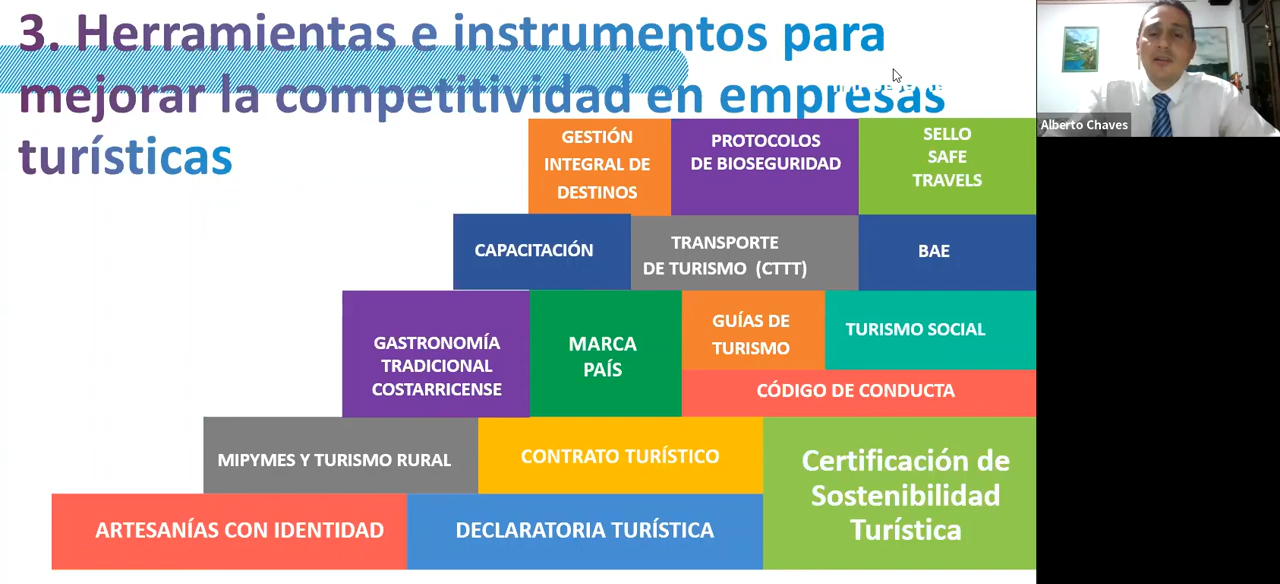 3. Herramientas e instrumentos para
mejorar la competitividad en empresas
turísticas
Alberto Chaves
GESTIÓN
INTEGRAL DE
DESTINOS
PROTOCOLOS
DE BIOSEGURIDAD
SELLO
SAFE
TRAVELS
CAPACITACIÓN
TRANSPORTE
DE TURISMO (CTTT)
BAE
GASTRONOMÍA
TRADICIONAL
COSTARRICENSE
MARCA
PAÍS
GUÍAS DE
TURISMO
TURISMO SOCIAL
CÓDIGO DE CONDUCTA
MIPYMES Y TURISMO RURAL
CONTRATO TURÍSTICO
Certificación de
Sostenibilidad
Turística
ARTESANÍAS CON IDENTIDAD
DECLARATORIA TURÍSTICA